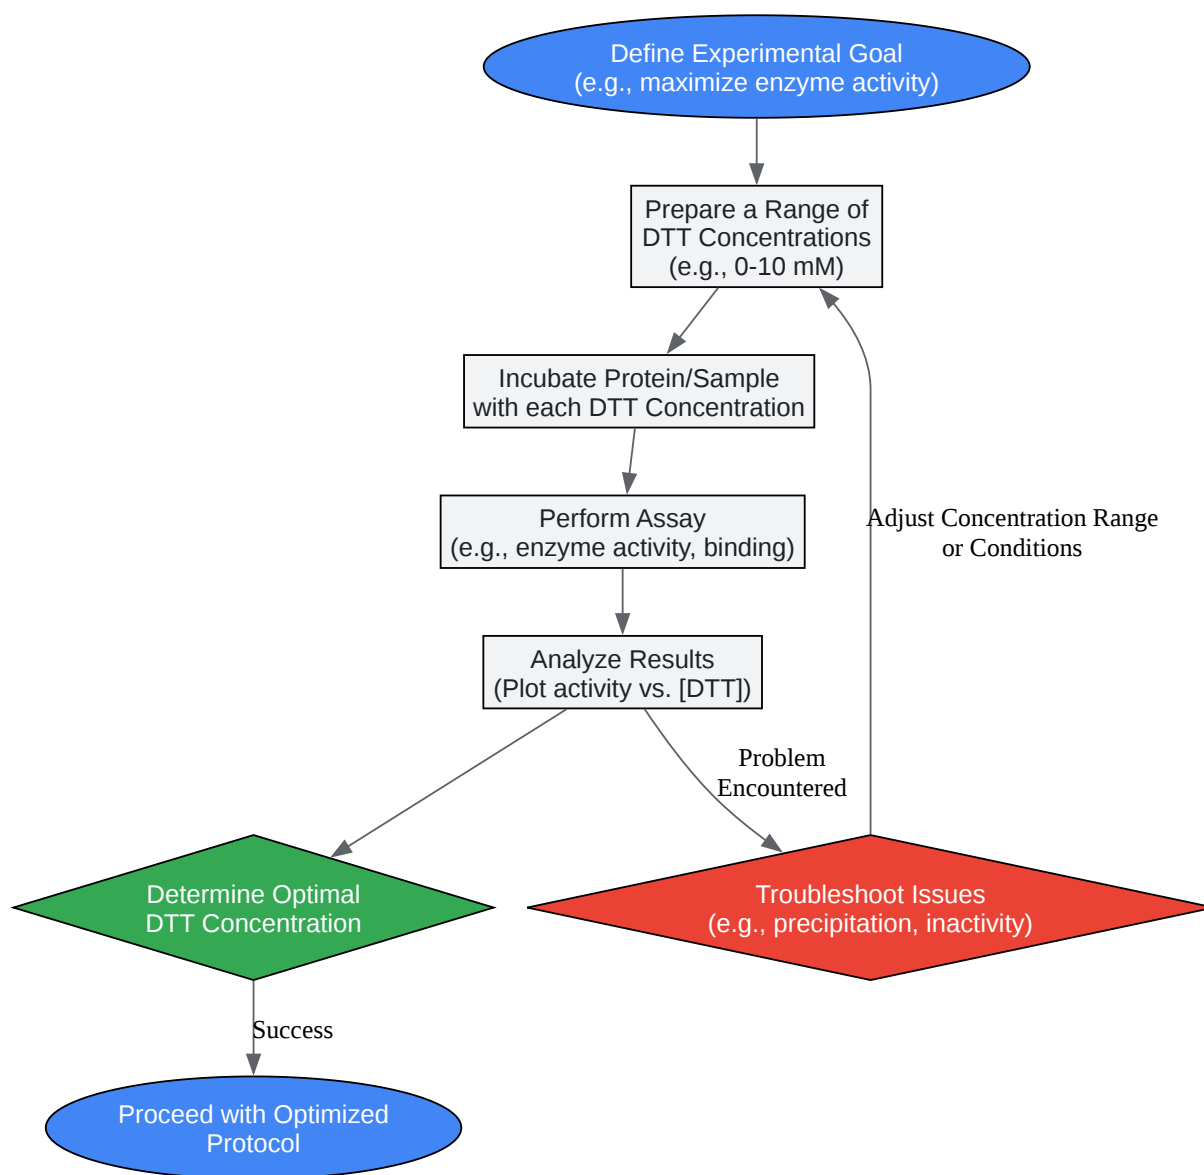 Define Experimental Goal
(e.g., maximize enzyme activity)
Prepare a Range of
DTT Concentrations
(e.g., 0-10 mM)
Incubate Protein/Sample
with each DTT Concentration
Perform Assay
(e.g., enzyme activity, binding)
Adjust Concentration Range
or Conditions
Analyze Results
(Plot activity vs. [DTT])
Problem
Encountered
Determine Optimal
DTT Concentration
Troubleshoot Issues
(e.g., precipitation, inactivity)
Success
Proceed with Optimized
Protocol